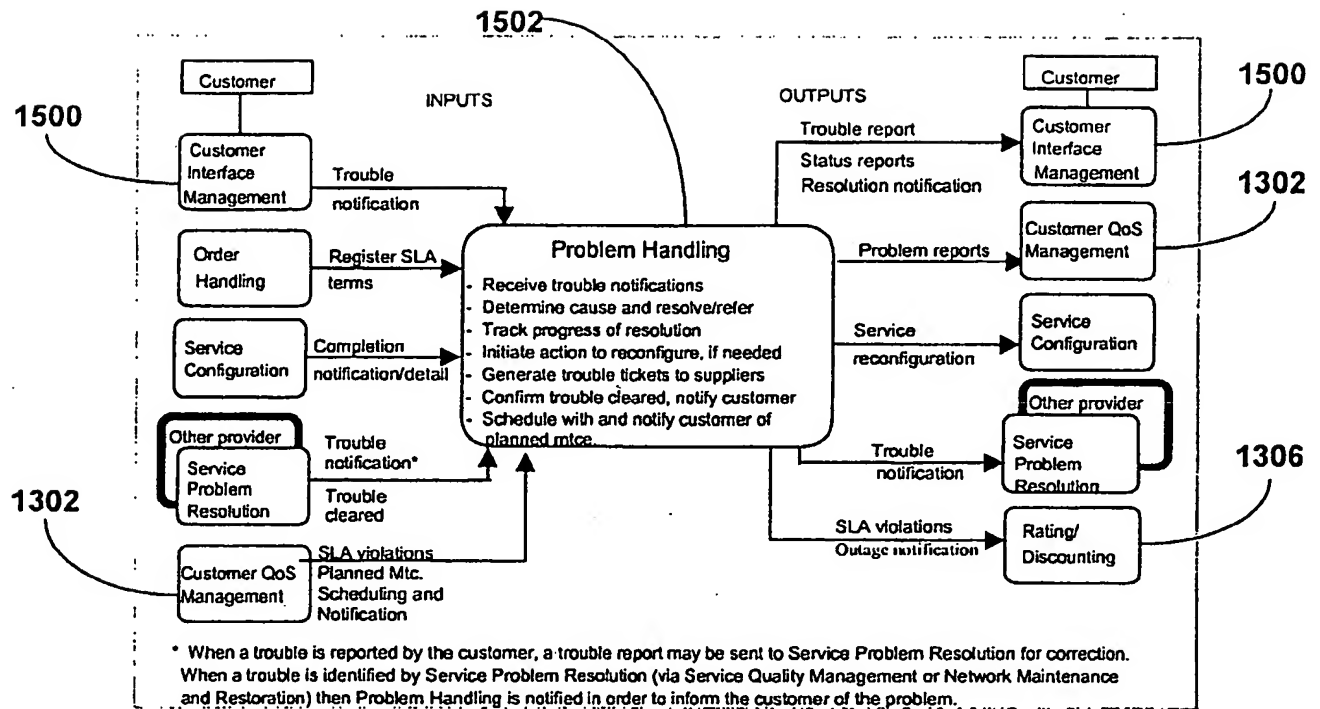 1502
Customer
INPUTS
OUTPUTS
Customer
1500
1500
Customer
Interface
Management
Trouble
notification
Trouble report
Status reports
Resolution notification
Customer
Interface
Management
1302
Order
Handling
Register SLA
terms
Problem Handling
- Receive trouble notifications
- Determine cause and resolve/refer
- Track progress of resolution
- Initiate action to reconfigure, if needed
- Generate trouble tickets to suppliers
- Confirm trouble cleared, notify customer
- Schedule with and notify customer of
planned mtce.
Problem reports
Customer QoS
Management
Service
Configuration
Completion
notification/detail
Service
reconfiguration
Service
Configuration
Other provider
Service
Problem
Resolution
Trouble
notification*
Trouble
cleared
Trouble
notification
Other provider
Service
Problem
Resolution
1306
1302
Customer QoS
Management
SLA violations
Planned Mtc.
Scheduling and
Notification
SLA violations
Outage notification
Rating/
Discounting
* When a trouble is reported by the customer, a trouble report may be sent to Service Problem Resolution for correction.
When a trouble is identified by Service Problem Resolution (via Service Quality Management or Network Maintenance
and Restoration) then Problem Handling is notified in order to inform the customer of the problem.